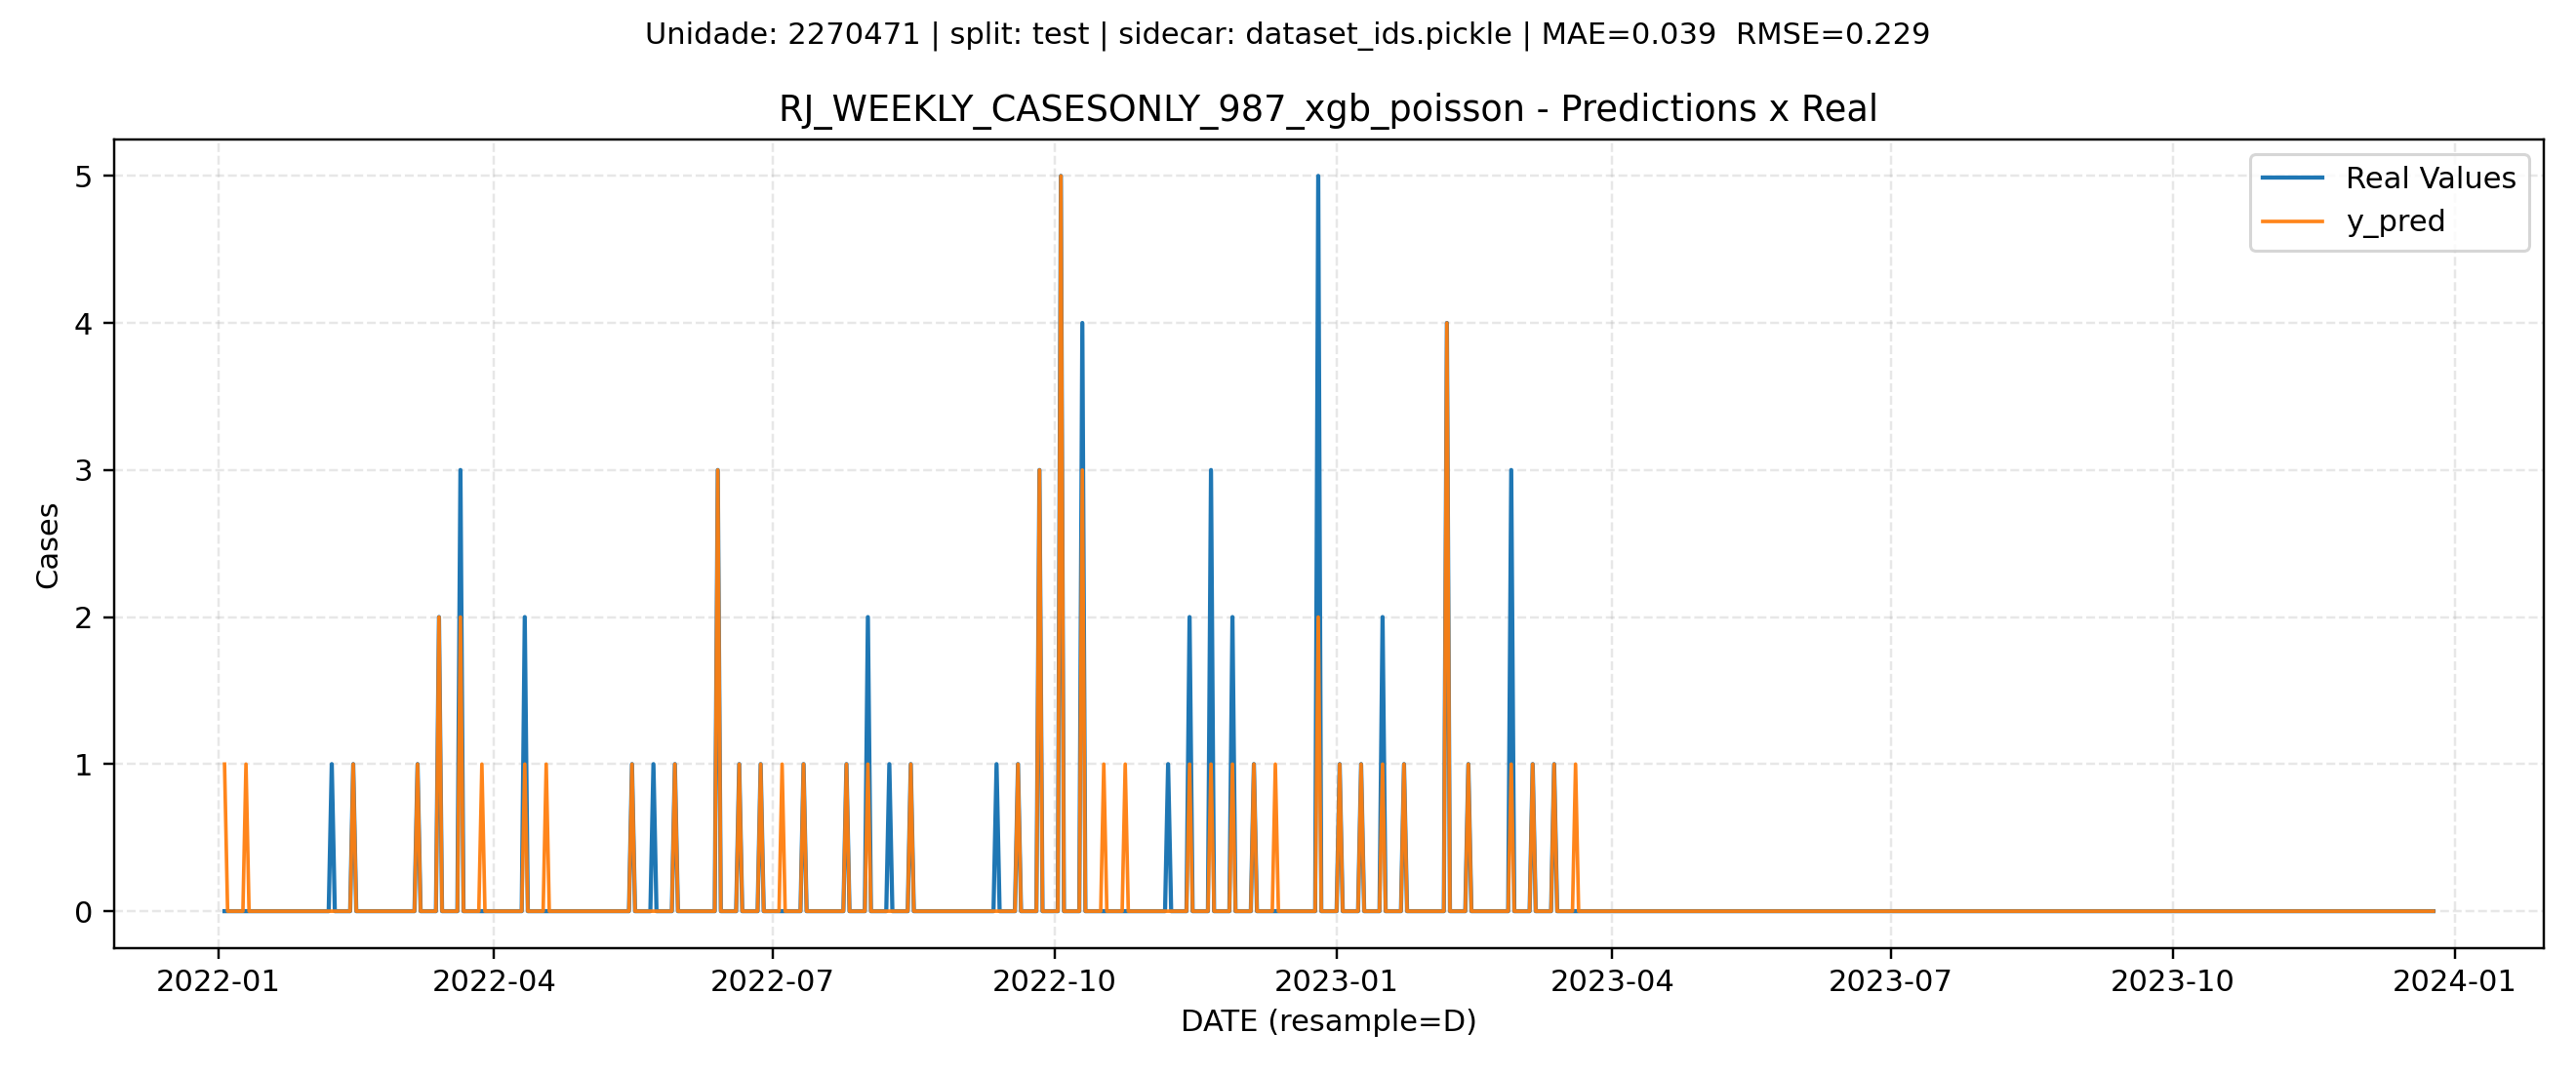 Unidade: 2270471 | split: test | sidecar: dataset_ids.pickle | MAE=0.039  RMSE=0.229
RJ_WEEKLY_CASESONLY_987_xgb_poisson - Predictions x Real
Real Values
y_pred
5
4
3
2
1
0
Cases
2022-01 2022-04 2022-07 2022-10 2023-01 2023-04 2023-07 2023-10 2024-01
DATE (resample=D)